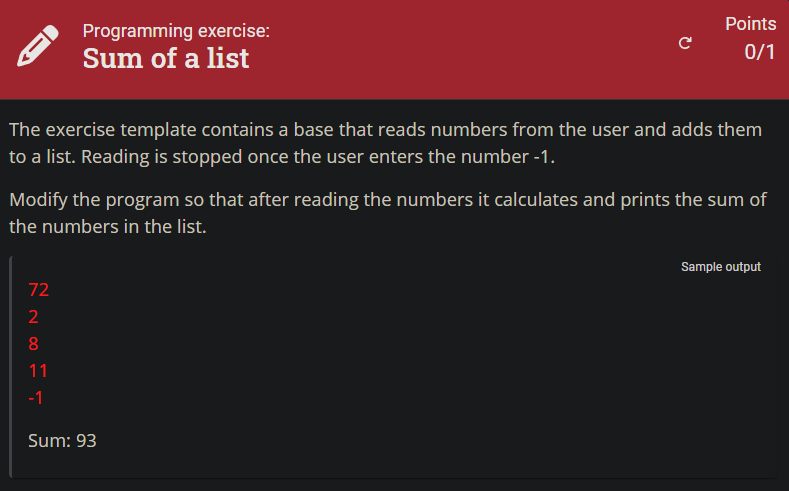 Programming exercise:
Sum of a list
Points
0/1
The exercise template contains a base that reads numbers from the user and adds them
to a list. Reading is stopped once the user enters the number -1.
Modify the program so that after reading the numbers it calculates and prints the sum of
the numbers in the list.
Sample output
72
2
8
11
-1
Sum: 93